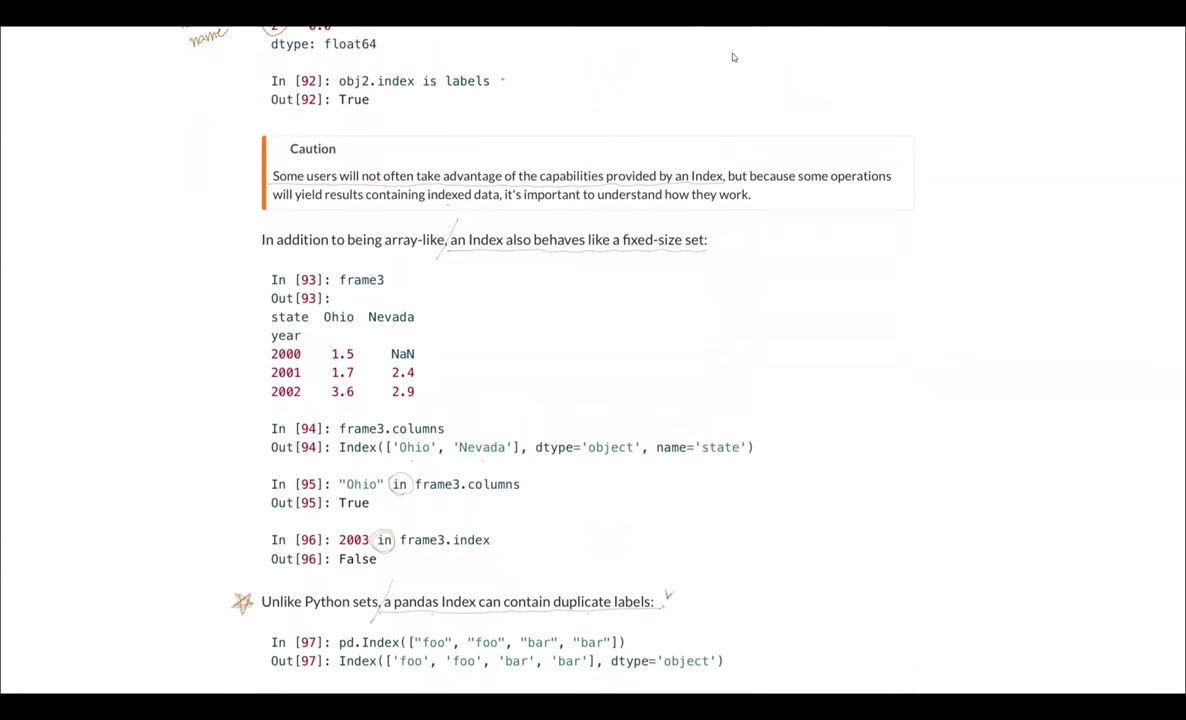 name
dtype: float64
In [92]: obj2.index is labels
Out[92]: True
Caution
Some users will not often take advantage of the capabilities provided by an Index, but because some operations
will yield results containing indexed data, it's important to understand how they work.
In addition to being array-like, an Index also behaves like a fixed-size set:
In [93]: frame3
Out[93]:
state  Ohio  Nevada
year
2000  1.5  NaN
2001  1.7  2.4
2002  3.6  2.9
In [94]: frame3.columns
Out[94]: Index(['Ohio', 'Nevada'], dtype='object', name='state')
In [95]: "Ohio" in frame3.columns
Out[95]: True
In [96]: 2003 in frame3.index
Out[96]: False
Unlike Python sets, a pandas Index can contain duplicate labels:
In [97]: pd.Index(["foo", "foo", "bar", "bar"])
Out[97]: Index(['foo', 'foo', 'bar', 'bar'], dtype='object')